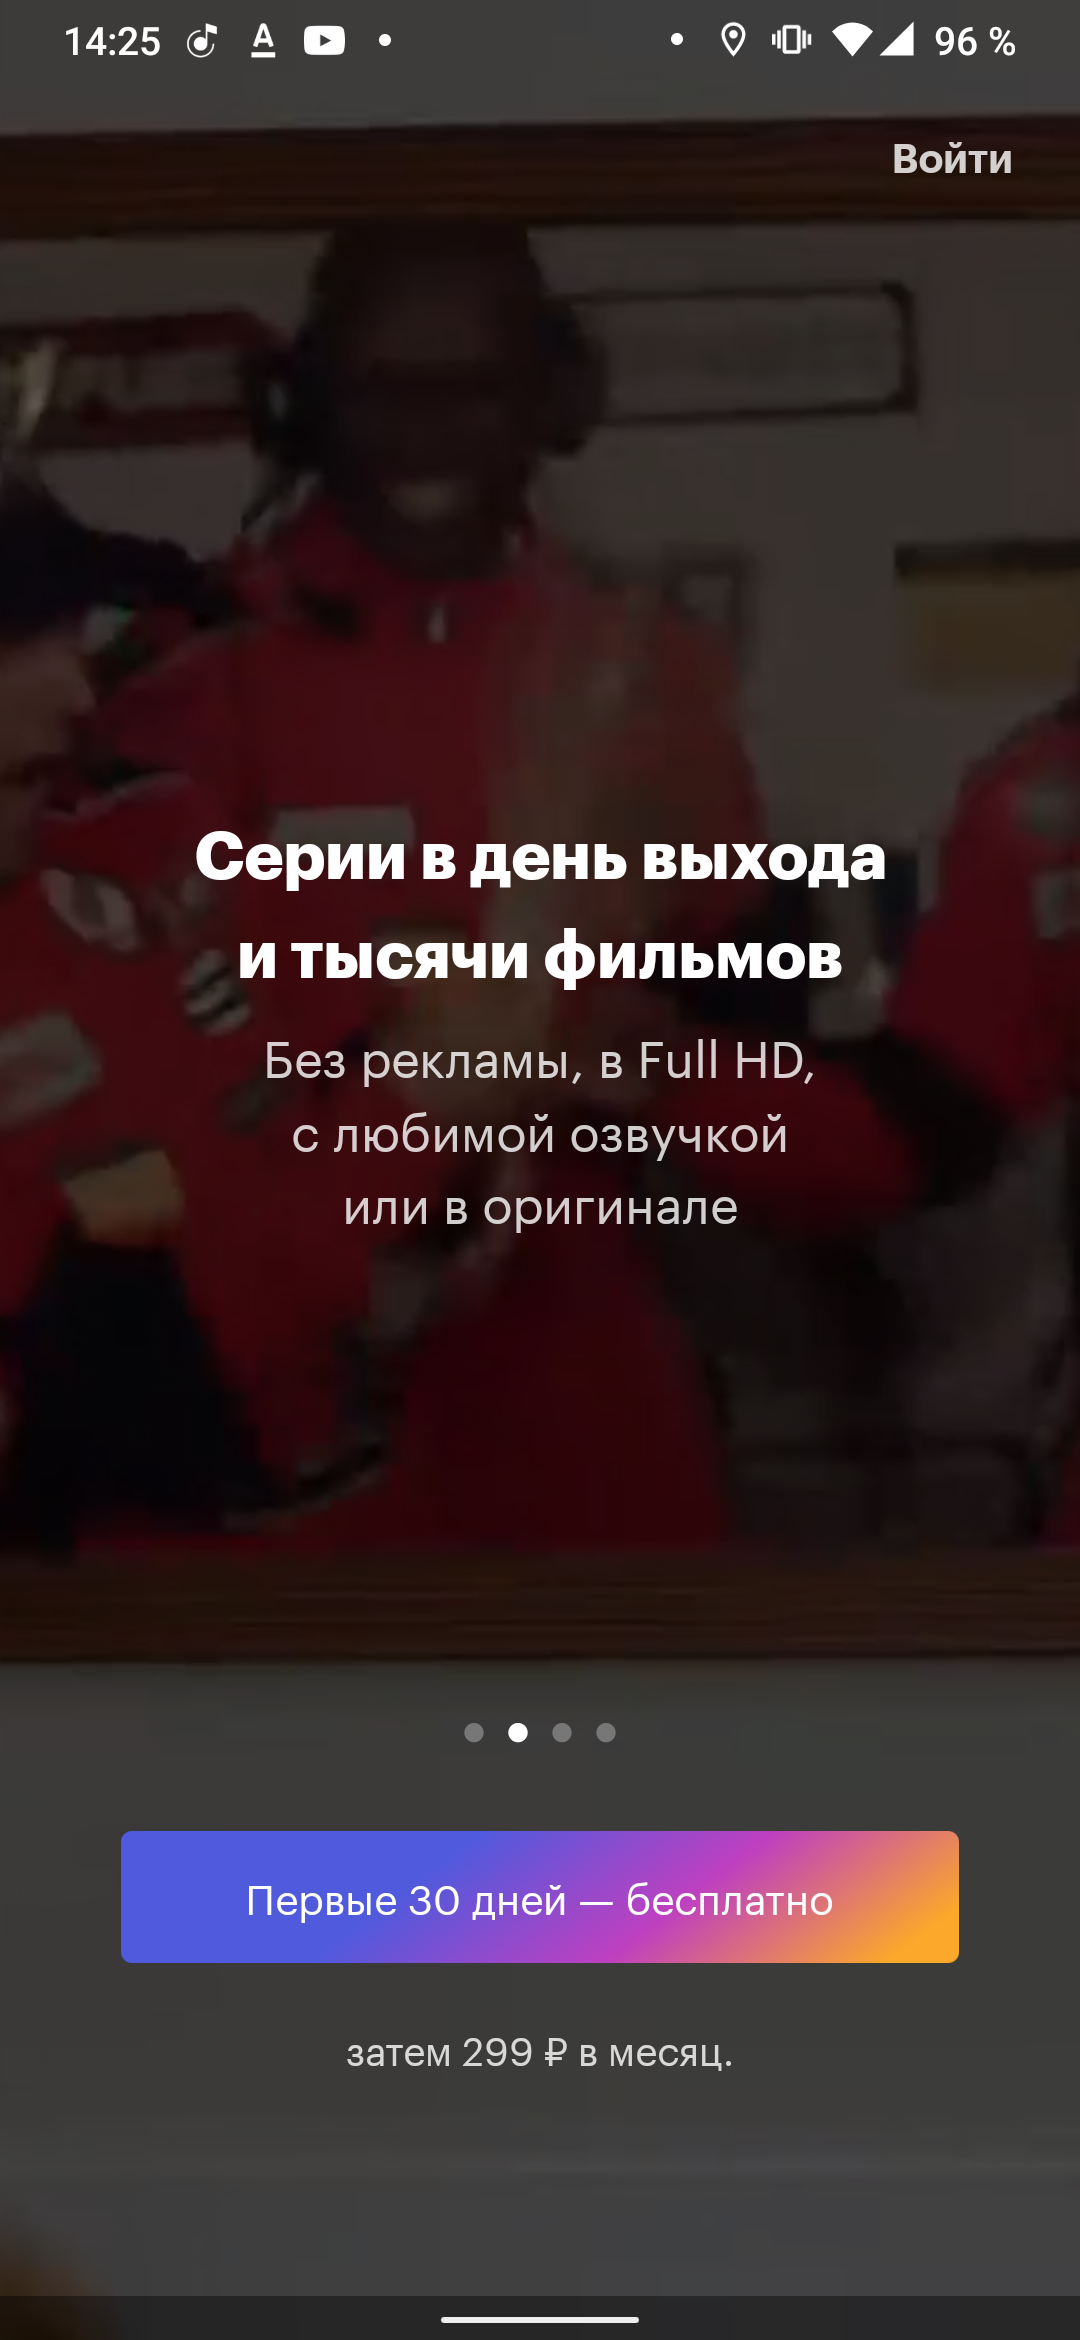 14:25
96 %
Войти
Серии в день выхода
и тысячи фильмов
Без рекламы, в Full HD,
с любимой озвучкой
или в оригинале
Первые 30 дней — бесплатно
затем 299 ₽ в месяц.